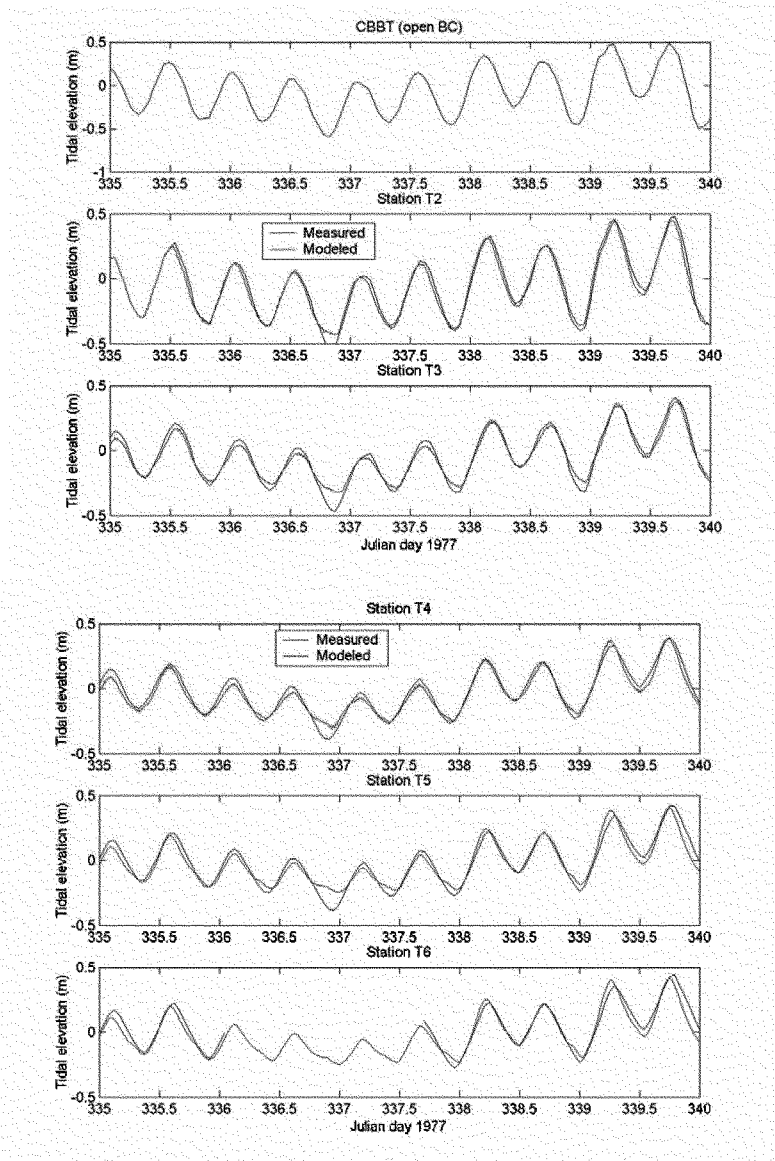 CBBT (open BC)
Tidal elevation (m)
0.5
0
-0.5
-1
335 335.5 336 336.5 337 337.5 338 338.5 339 339.5 340
Station T2
Tidal elevation (m)
0.5
0
-0.5
Measured
Modeled
335 335.5 336 336.5 337 337.5 338 338.5 339 339.5 340
Station T3
Tidal elevation (m)
0.5
0
-0.5
335 335.5 336 336.5 337 337.5 338 338.5 339 339.5 340
Julian day 1977
Station T4
Tidal elevation (m)
0.5
0
-0.5
Measured
Modeled
335 335.5 336 336.5 337 337.5 338 338.5 339 339.5 340
Station T5
Tidal elevation (m)
0.5
0
-0.5
335 335.5 336 336.5 337 337.5 338 338.5 339 339.5 340
Station T6
Tidal elevation (m)
0.5
0
-0.5
335 335.5 336 336.5 337 337.5 338 338.5 339 339.5 340
Julian day 1977